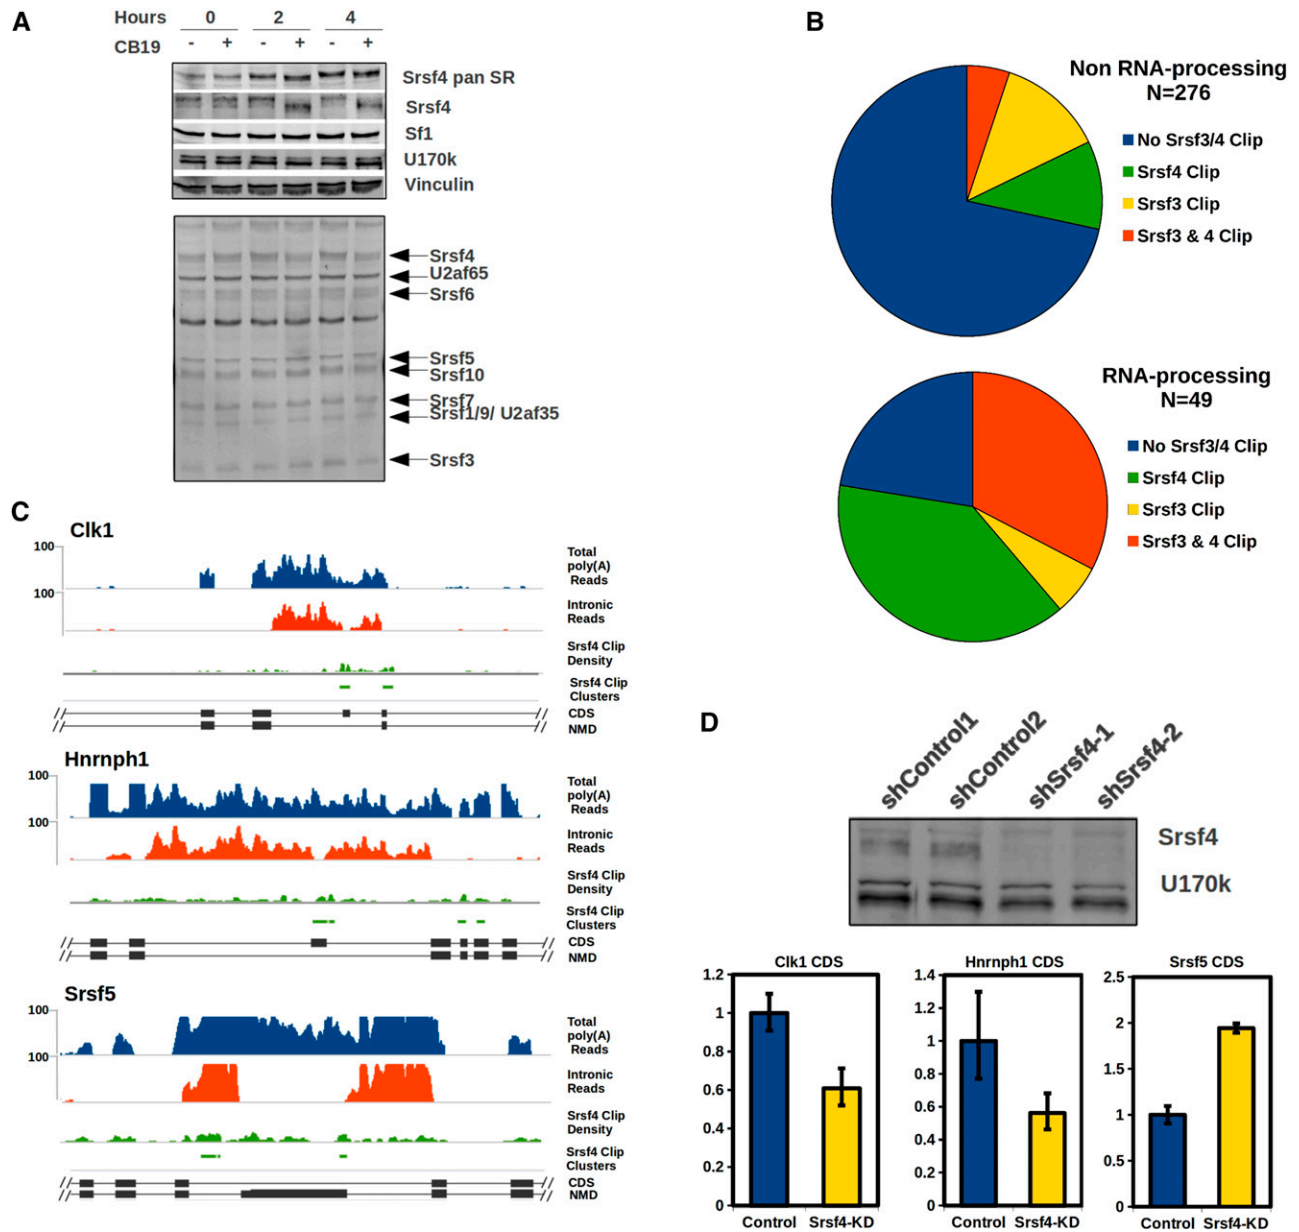 A
Hours 0 2 4
CB19 - + - + - +
Srsf4 pan SR
Srsf4
Sf1
U170k
Vinculin
Srsf4
U2af65
Srsf6
Srsf5
Srsf10
Srsf7
Srsf1/9/ U2af35
Srsf3
B
Non RNA-processing
N=276
No Srsf3/4 Clip
Srsf4 Clip
Srsf3 Clip
Srsf3 & 4 Clip
RNA-processing
N=49
No Srsf3/4 Clip
Srsf4 Clip
Srsf3 Clip
Srsf3 & 4 Clip
C
Clk1
100
Total
poly(A)
Reads
100
Intronic
Reads
Srsf4 Clip
Density
Srsf4 Clip
Clusters
CDS
NMD
Hnrnph1
100
Total
poly(A)
Reads
100
Intronic
Reads
Srsf4 Clip
Density
Srsf4 Clip
Clusters
CDS
NMD
Srsf5
100
Total
poly(A)
Reads
100
Intronic
Reads
Srsf4 Clip
Density
Srsf4 Clip
Clusters
CDS
NMD
D
shControl1
shControl2
shSrsf4-1
shSrsf4-2
Srsf4
U170k
Clk1 CDS
1.2
1
0.8
0.6
0.4
0.2
0
Control Srsf4-KD
Hnrnph1 CDS
1.4
1.2
1
0.8
0.6
0.4
0.2
0
Control Srsf4-KD
Srsf5 CDS
2.5
2
1.5
1
0.5
0
Control Srsf4-KD